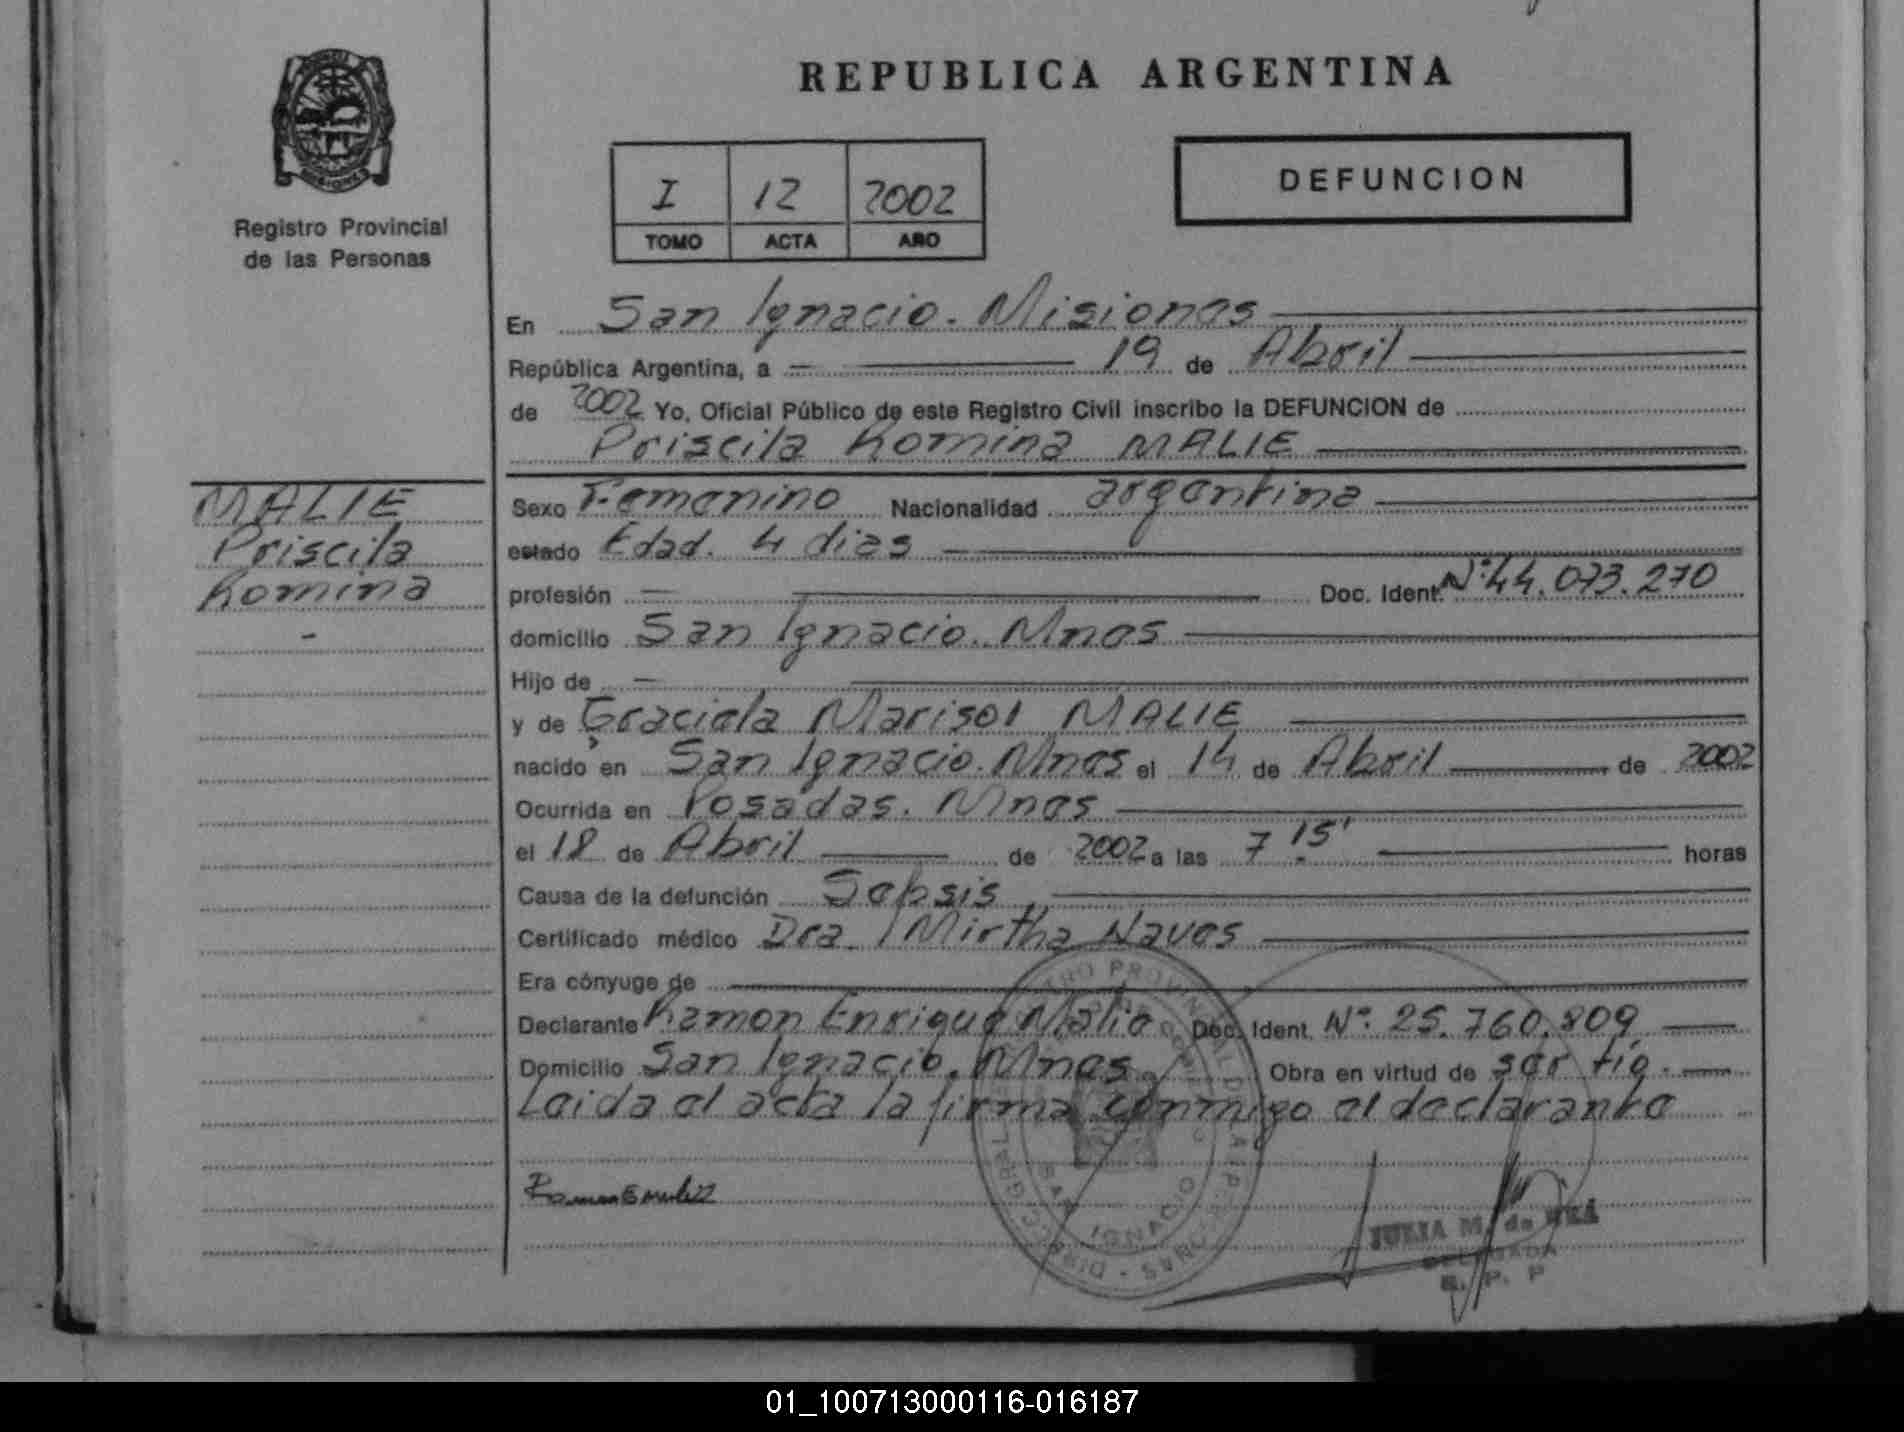 REPUBLICA ARGENTINA
Registro Provincial
de las Personas
I 12 2002
TOMO ACTA AÑO
DEFUNCION
En San Ignacio. Misiones
República Argentina, a 19 de Abril
de 2002 Yo, Oficial Público de este Registro Civil inscribo la DEFUNCION de
Priscila Romina MALIE
MALIE
Priscila
Romina
Sexo Femenino Nacionalidad argentina
estado Edad. 4 dias
profesión — Doc. Ident. Nº 44.073.270
domicilio San Ignacio. Mnes
Hijo de —
y de Graciela Marisol MALIE
nacido en San Ignacio. Mnes el 14 de Abril de 2002
Ocurrida en Posadas. Mnes
el 18 de Abril de 2002 a las 7 15' horas
Causa de la defunción Sepsis
Certificado médico Dra. Mirtha Naves
Era cónyuge de
Declarante Ramon Enrique Malie Doc. Ident. Nº. 25.760.809
Domicilio San Ignacio. Mnes Obra en virtud de ser tío.
Leida el acta la firma conmigo el declarante
SAN IGNACIO
JULIA M. de
DELEGADA
R. P. P
01_100713000116-016187